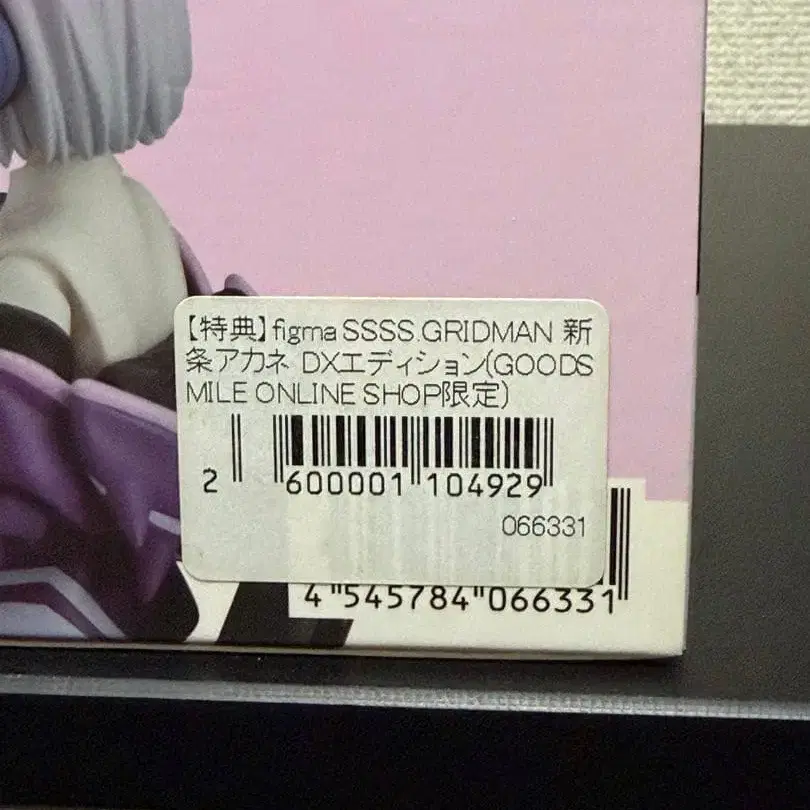 【特典】figma SSSS.GRIDMAN 新
条アカネ DXエディション(GOODS
MILE ONLINE SHOP限定)
2 600001 104929
066331
4 545784 066331